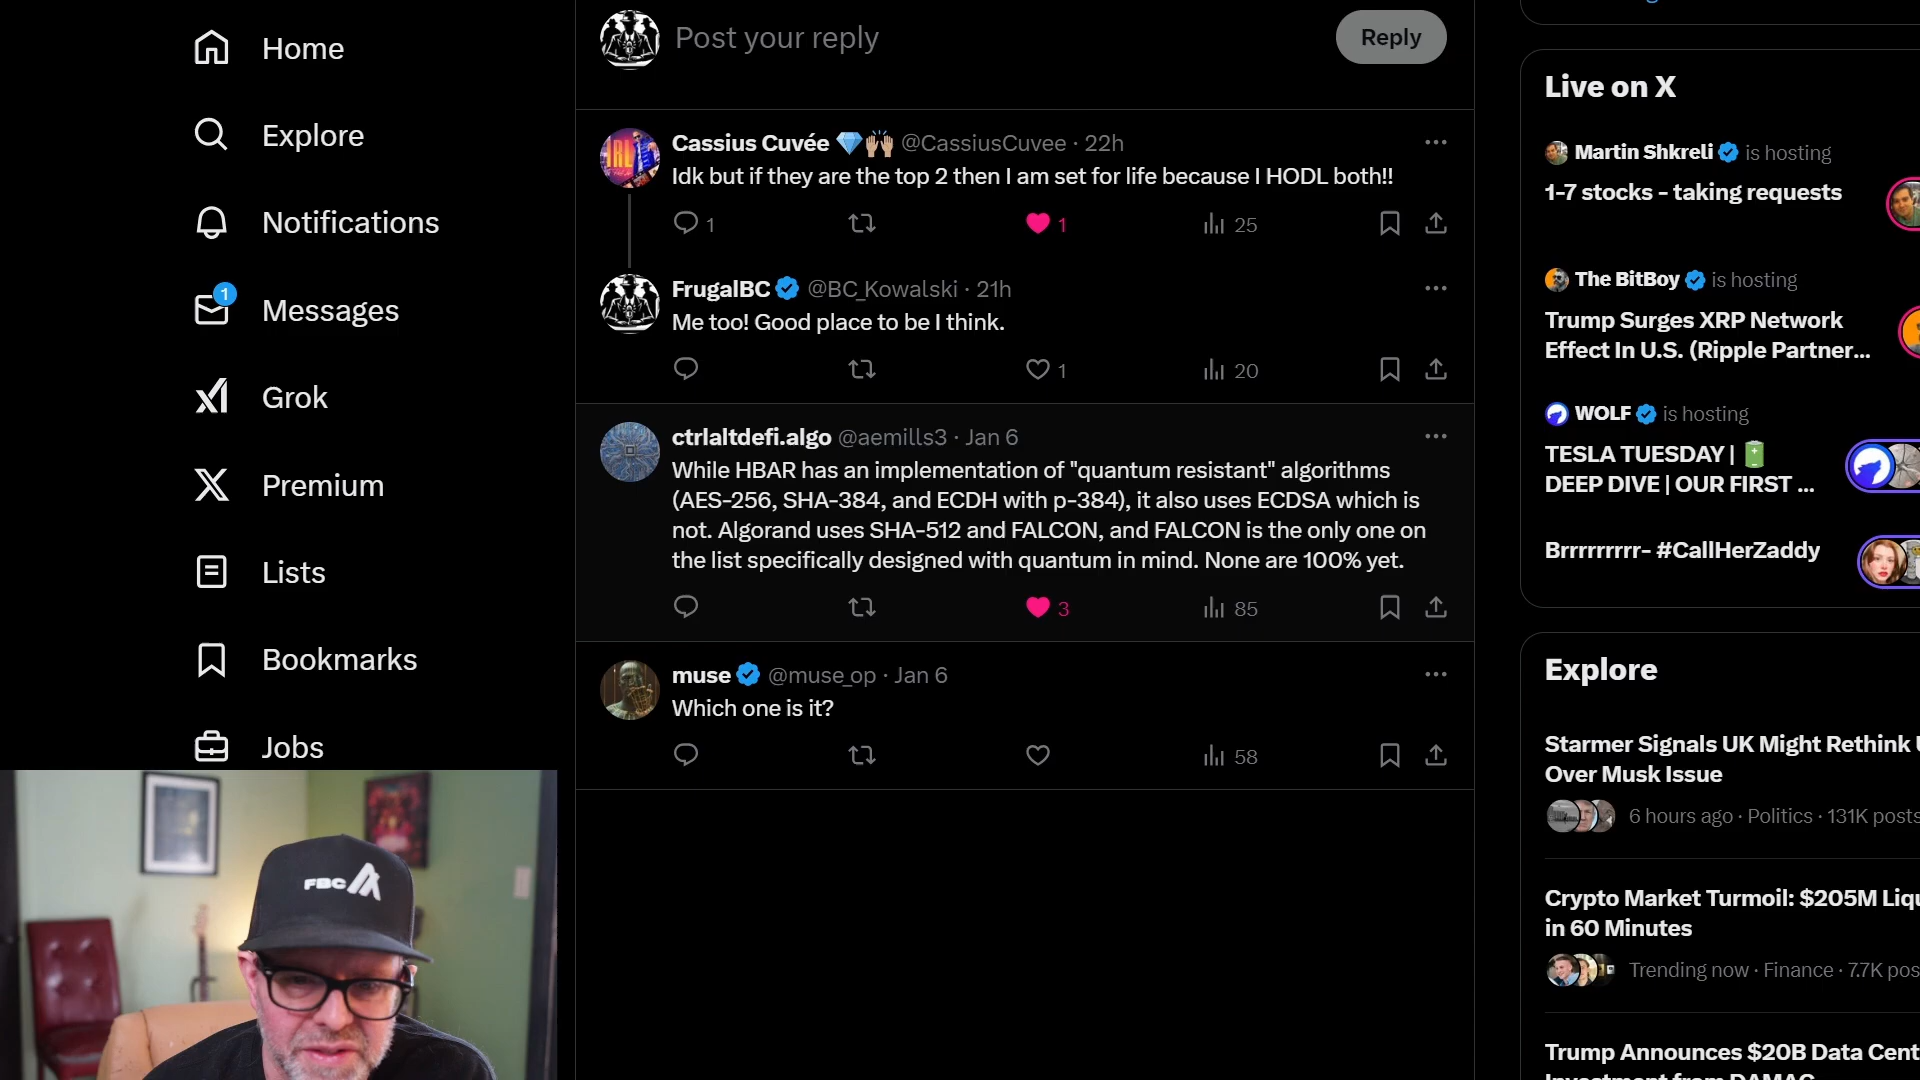 Home
Explore
Notifications
1
Messages
Grok
Premium
Lists
Bookmarks
Jobs
Post your reply
Reply
Cassius Cuvée 💎🙌🏼 @CassiusCuvee · 22h
Idk but if they are the top 2 then I am set for life because I HODL both!!
1 1 25
FrugalBC @BC_Kowalski · 21h
Me too! Good place to be I think.
1 20
ctrlaltdefi.algo @aemills3 · Jan 6
While HBAR has an implementation of "quantum resistant" algorithms
(AES-256, SHA-384, and ECDH with p-384), it also uses ECDSA which is
not. Algorand uses SHA-512 and FALCON, and FALCON is the only one on
the list specifically designed with quantum in mind. None are 100% yet.
3 85
muse @muse_op · Jan 6
Which one is it?
58
Live on X
Martin Shkreli is hosting
1-7 stocks - taking requests
The BitBoy is hosting
Trump Surges XRP Network
Effect In U.S. (Ripple Partner...
WOLF is hosting
TESLA TUESDAY | 🔋
DEEP DIVE | OUR FIRST ...
Brrrrrrrrr- #CallHerZaddy
Explore
Starmer Signals UK Might Rethink
Over Musk Issue
6 hours ago · Politics · 131K posts
Crypto Market Turmoil: $205M
in 60 Minutes
Trending now · Finance · 7.7K
Trump Announces $20B Data
FBC